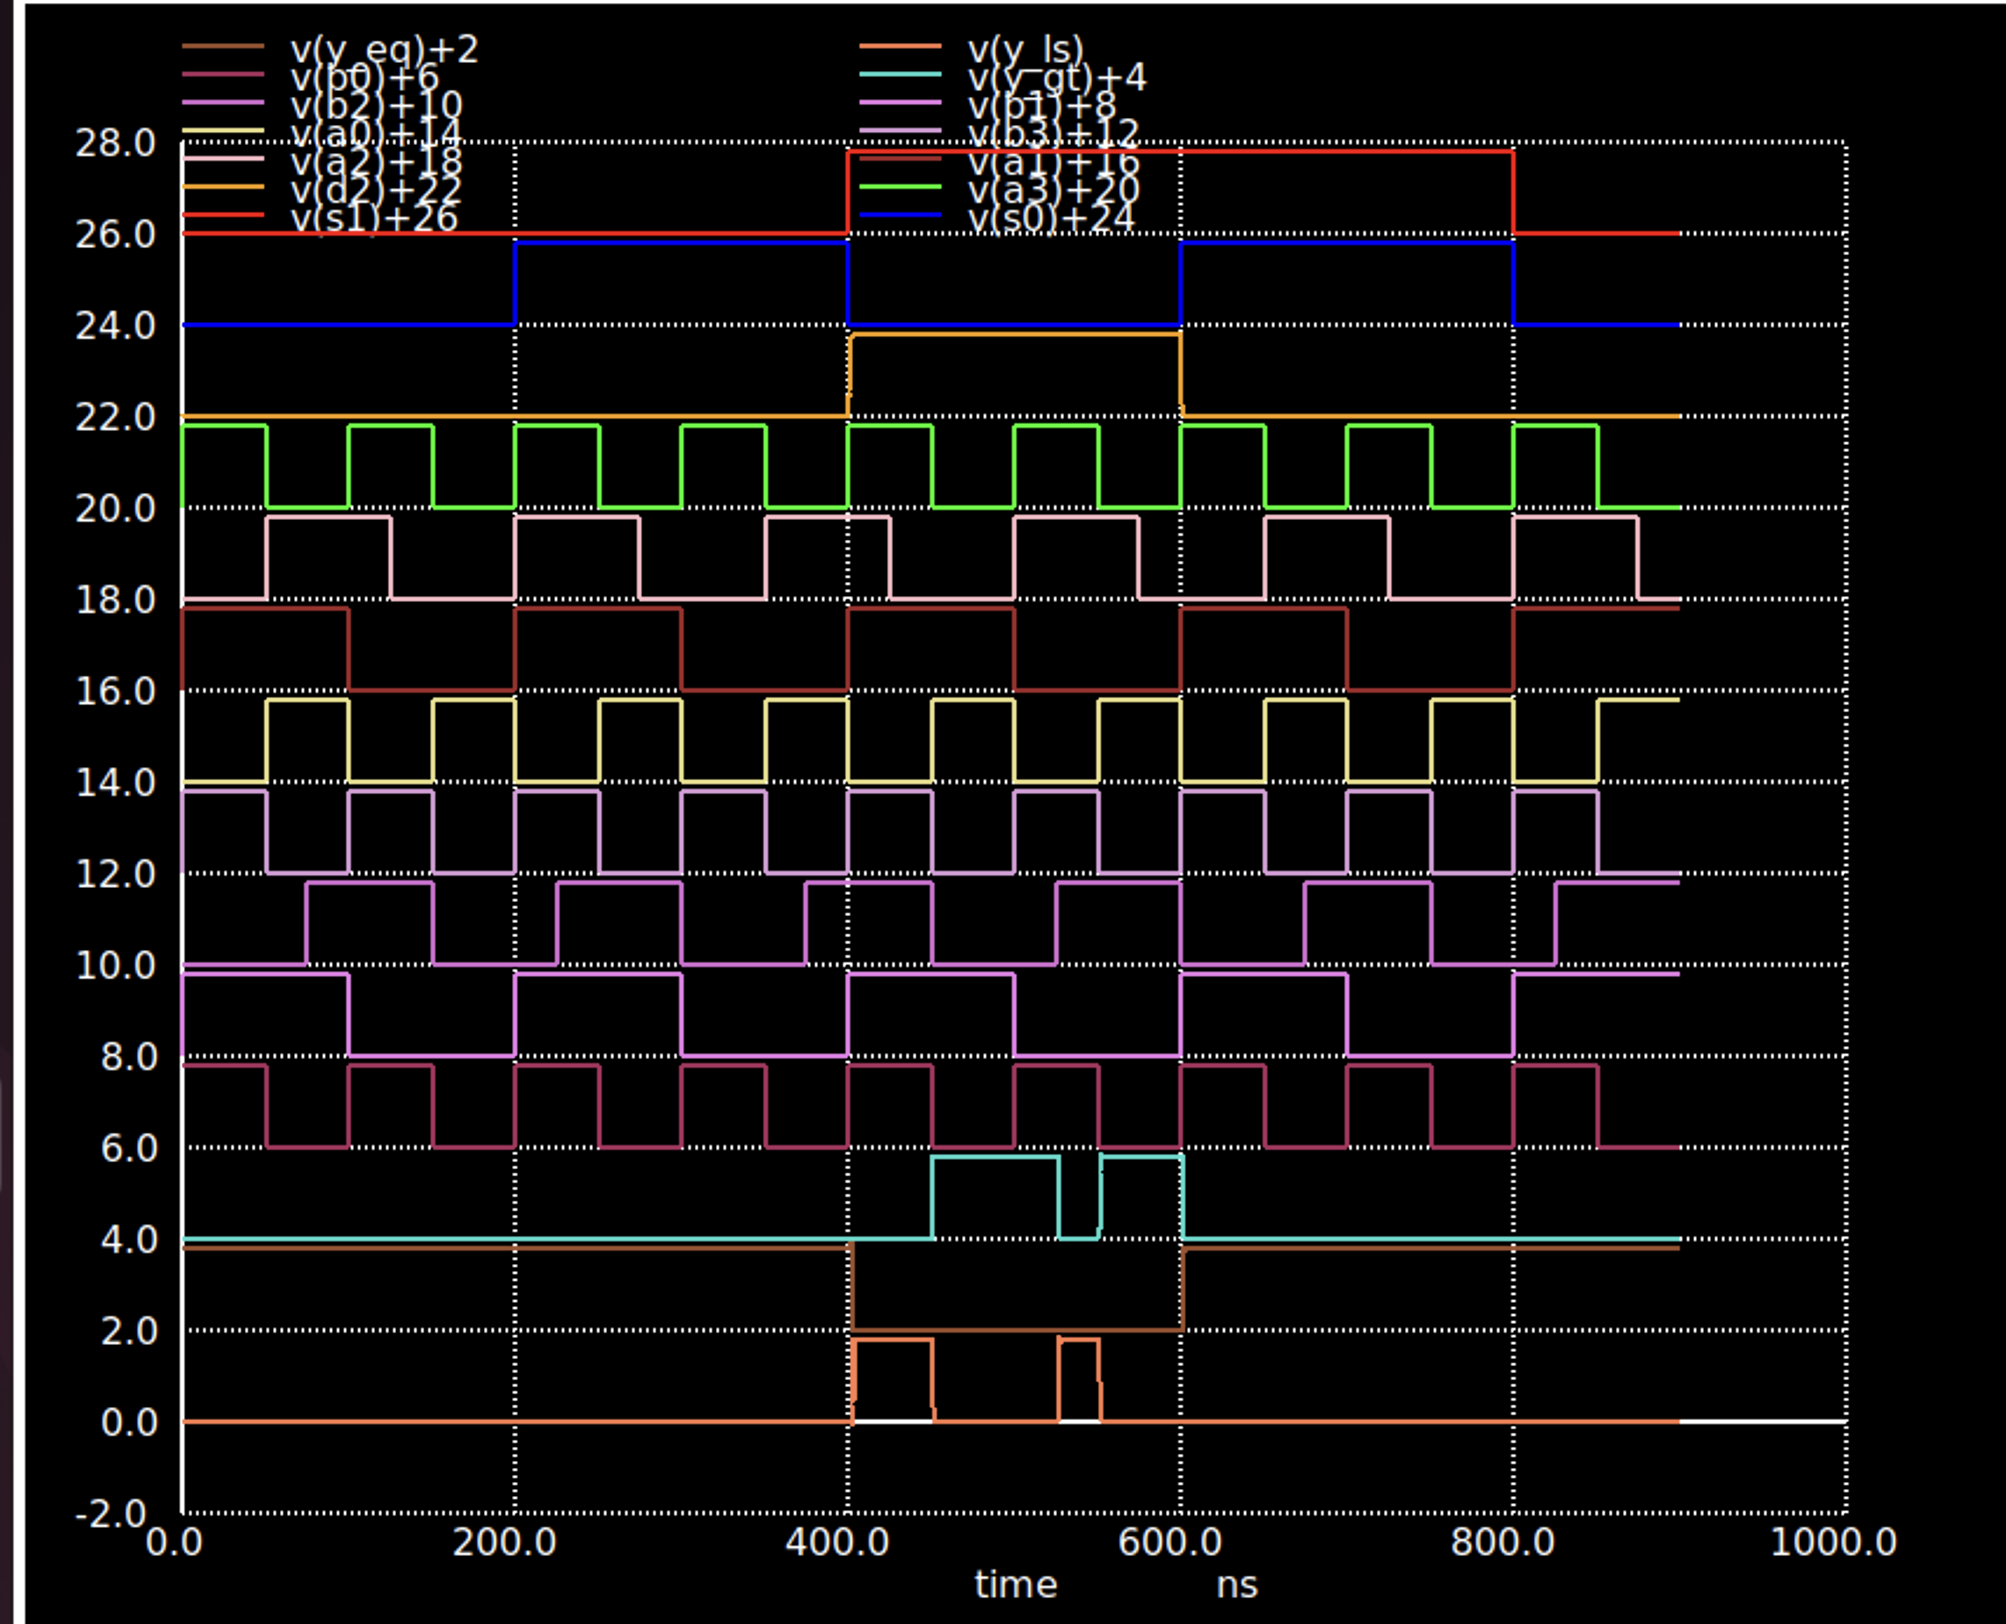 v(y_eq)+2 v(y_ls)
v(b0)+6 v(y_gt)+4
v(b2)+10 v(b1)+8
v(a0)+14 v(b3)+12
v(a2)+18 v(a1)+16
v(d2)+22 v(a3)+20
v(s1)+26 v(s0)+24
28.0
26.0
24.0
22.0
20.0
18.0
16.0
14.0
12.0
10.0
8.0
6.0
4.0
2.0
0.0
-2.0
0.0 200.0 400.0 600.0 800.0 1000.0
time ns